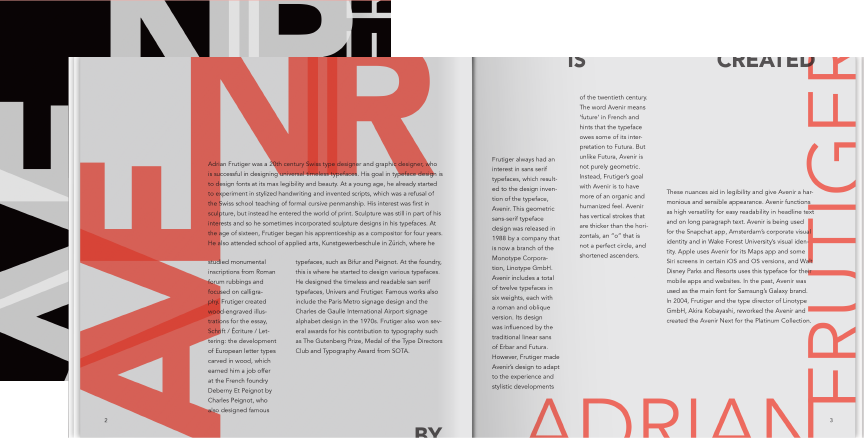 AVENIR
Adrian Frutiger was a 20th century Swiss type designer and graphic designer, who
is successful in designing universal timeless typefaces. His goal in typeface design is
to design fonts at its max legibility and beauty. At a young age, he already started
to experiment in stylized handwriting and invented scripts, which was a refusal of
the Swiss school teaching of formal cursive penmanship. His interest was first in
sculpture, but instead he entered the world of print. Sculpture was still in part of his
interests and so he sometimes incorporated sculpture designs in his typefaces. At
the age of sixteen, Frutiger began his apprenticeship as a compositor for four years.
He also attended school of applied arts, Kunstgewerbeschule in Zürich, where he
studied monumental
inscriptions from Roman
forum rubbings and
focused on calligra-
phy. Frutiger created
wood-engraved illus-
trations for the essay,
Schrift / Écriture / Let-
tering: the development
of European letter types
carved in wood, which
earned him a job offer
at the French foundry
Deberny Et Peignot by
Charles Peignot, who
also designed famous
typefaces, such as Bifur and Peignot. At the foundry,
this is where he started to design various typefaces.
He designed the timeless and readable san serif
typefaces, Univers and Frutiger. Famous works also
include the Paris Metro signage design and the
Charles de Gaulle International Airport signage
alphabet design in the 1970s. Frutiger also won sev-
eral awards for his contribution to typography such
as The Gutenberg Prize, Medal of the Type Directors
Club and Typography Award from SOTA.
2
BY
IS
CREATED
Frutiger always had an
interest in sans serif
typefaces, which result-
ed to the design inven-
tion of the typeface,
Avenir. This geometric
sans-serif typeface
design was released in
1988 by a company that
is now a branch of the
Monotype Corpora-
tion, Linotype GmbH.
Avenir includes a total
of twelve typefaces in
six weights, each with
a roman and oblique
version. Its design
was influenced by the
traditional linear sans
of Erbar and Futura.
However, Frutiger made
Avenir's design to adapt
to the experience and
stylistic developments
of the twentieth century.
The word Avenir means
'future' in French and
hints that the typeface
owes some of its inter-
pretation to Futura. But
unlike Futura, Avenir is
not purely geometric.
Instead, Frutiger's goal
with Avenir is to have
more of an organic and
humanized feel. Avenir
has vertical strokes that
are thicker than the hori-
zontals, an "o" that is
not a perfect circle, and
shortened ascenders.
These nuances aid in legibility and give Avenir a har-
monious and sensible appearance. Avenir functions
as high versatility for easy readability in headline text
and on long paragraph text. Avenir is being used
for the Snapchat app, Amsterdam's corporate visual
identity and in Wake Forest University's visual iden-
tity. Apple uses Avenir for its Maps app and some
Siri screens in certain iOS and OS versions, and Walt
Disney Parks and Resorts uses this typeface for their
mobile apps and websites. In the past, Avenir was
used as the main font for Samsung's Galaxy brand.
In 2004, Frutiger and the type director of Linotype
GmbH, Akira Kobayashi, reworked the Avenir and
created the Avenir Next for the Platinum Collection.
ADRIAN
FRUTIGER
3